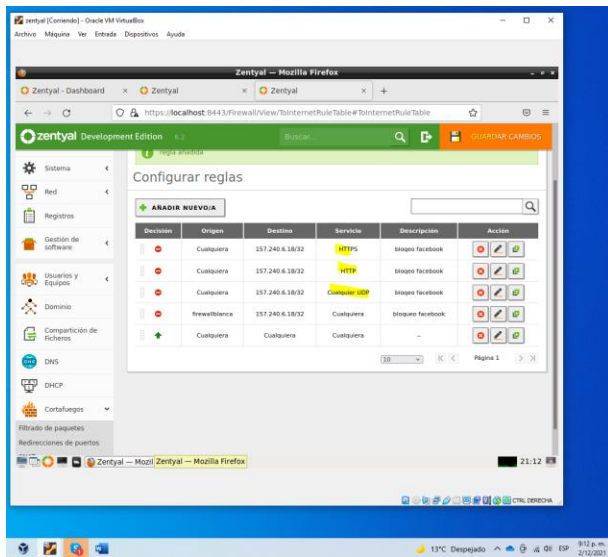 zentyal [Corriendo] - Oracle VM VirtualBox
Archivo Máquina Ver Entrada Dispositivos Ayuda
Zentyal — Mozilla Firefox
Zentyal - Dashboard × Zentyal × Zentyal × +
https://localhost:8443/Firewall/View/ToInternetRuleTable#ToInternetRuleTable
zentyal Development Edition 6.2 Buscar... GUARDAR CAMBIOS
regla añadida
Configurar reglas
+ AÑADIR NUEVO/A
Decisión Origen Destino Servicio Descripción Acción
Cualquiera 157.240.6.18/32 HTTPS bloqeo facebook
Cualquiera 157.240.6.18/32 HTTP bloqeo facebook
Cualquiera 157.240.6.18/32 Cualquier UDP bloqeo facebook
firewallblanca 157.240.6.18/32 Cualquiera bloqueo facebook
Cualquiera Cualquiera Cualquiera –
10 Página 1
Sistema
Red
Registros
Gestión de
software
Usuarios y
Equipos
Dominio
Compartición de
Ficheros
DNS
DHCP
Cortafuegos
Filtrado de paquetes
Redirecciones de puertos
Zentyal — Mozil Zentyal — Mozilla Firefox 21:12
CTRL DERECHA
13°C Despejado ESP 9:12 p. m.
2/12/2021